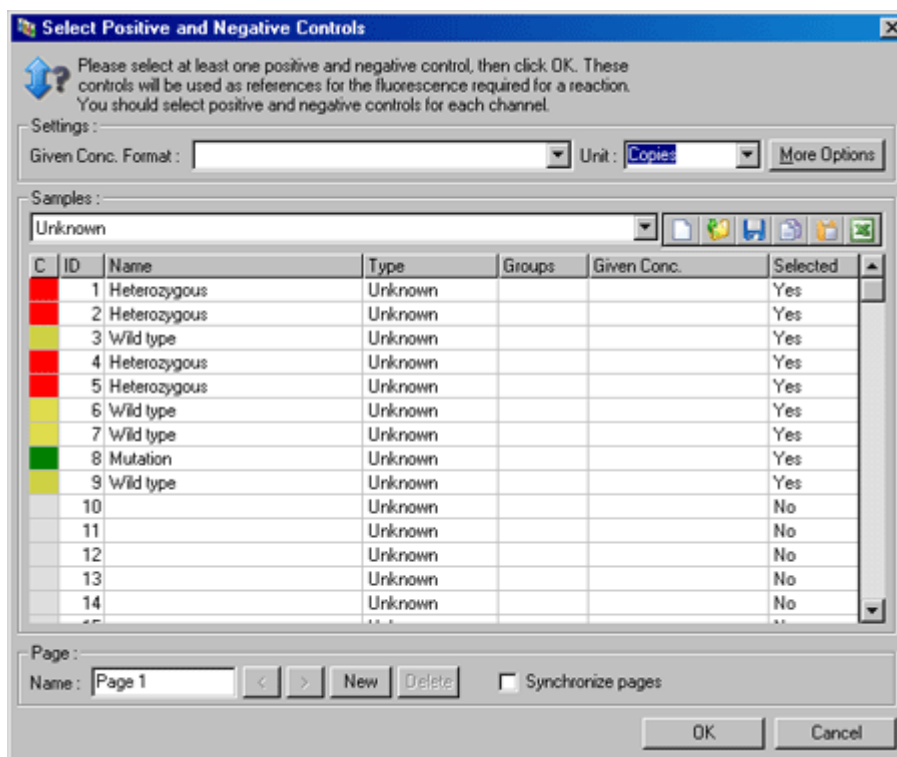 Select Positive and Negative Controls
Please select at least one positive and negative control, then click OK. These
controls will be used as references for the fluorescence required for a reaction.
You should select positive and negative controls for each channel.
Settings :
Given Conc. Format : Unit : Copies More Options
Samples :
Unknown
C ID Name Type Groups Given Conc. Selected
1 Heterozygous Unknown Yes
2 Heterozygous Unknown Yes
3 Wild type Unknown Yes
4 Heterozygous Unknown Yes
5 Heterozygous Unknown Yes
6 Wild type Unknown Yes
7 Wild type Unknown Yes
8 Mutation Unknown Yes
9 Wild type Unknown Yes
10 Unknown No
11 Unknown No
12 Unknown No
13 Unknown No
14 Unknown No
Page :
Name : Page 1 < > New Delete Synchronize pages
OK Cancel